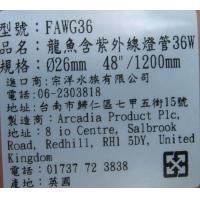 型號：FAWG36
品名：龍魚含紫外線燈管36W
規格：Ø26mm 48"/1200mm
進口商：宗洋水族有限公司
電話：06-2303818
地址：台南市歸仁區七甲五街15號
製造商：Arcadia Product Plc,
8 io Centre, Salbrook
Road, Redhill, RH1 5DY, United
Kingdom
電話：01737 72 3838
產地：英國